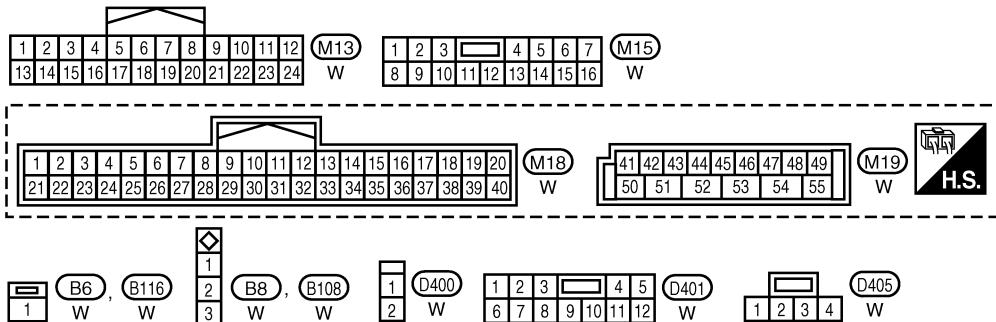 1 2 3 4 5 6 7 8 9 10 11 12 M13
13 14 15 16 17 18 19 20 21 22 23 24 W
1 2 3 4 5 6 7 M15
8 9 10 11 12 13 14 15 16 W
1 2 3 4 5 6 7 8 9 10 11 12 13 14 15 16 17 18 19 20 M18
21 22 23 24 25 26 27 28 29 30 31 32 33 34 35 36 37 38 39 40 W
41 42 43 44 45 46 47 48 49 M19
50 51 52 53 54 55 W
H.S.
1 B6 , B116
W W
1
2 B8 , B108
3 W W
1 D400
2 W
1 2 3 4 5 D401
6 7 8 9 10 11 12 W
D405
1 2 3 4 W